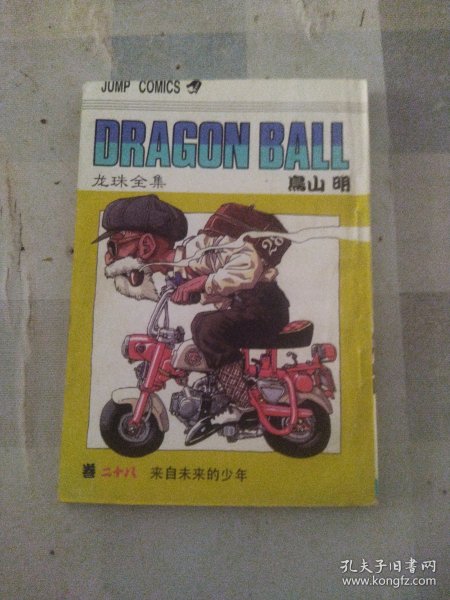 JUMP COMICS
DRAGON BALL
龙珠全集
鳥山 明
28
卷 二十八 来自未来的少年
孔夫子旧书网
www.kongfz.com